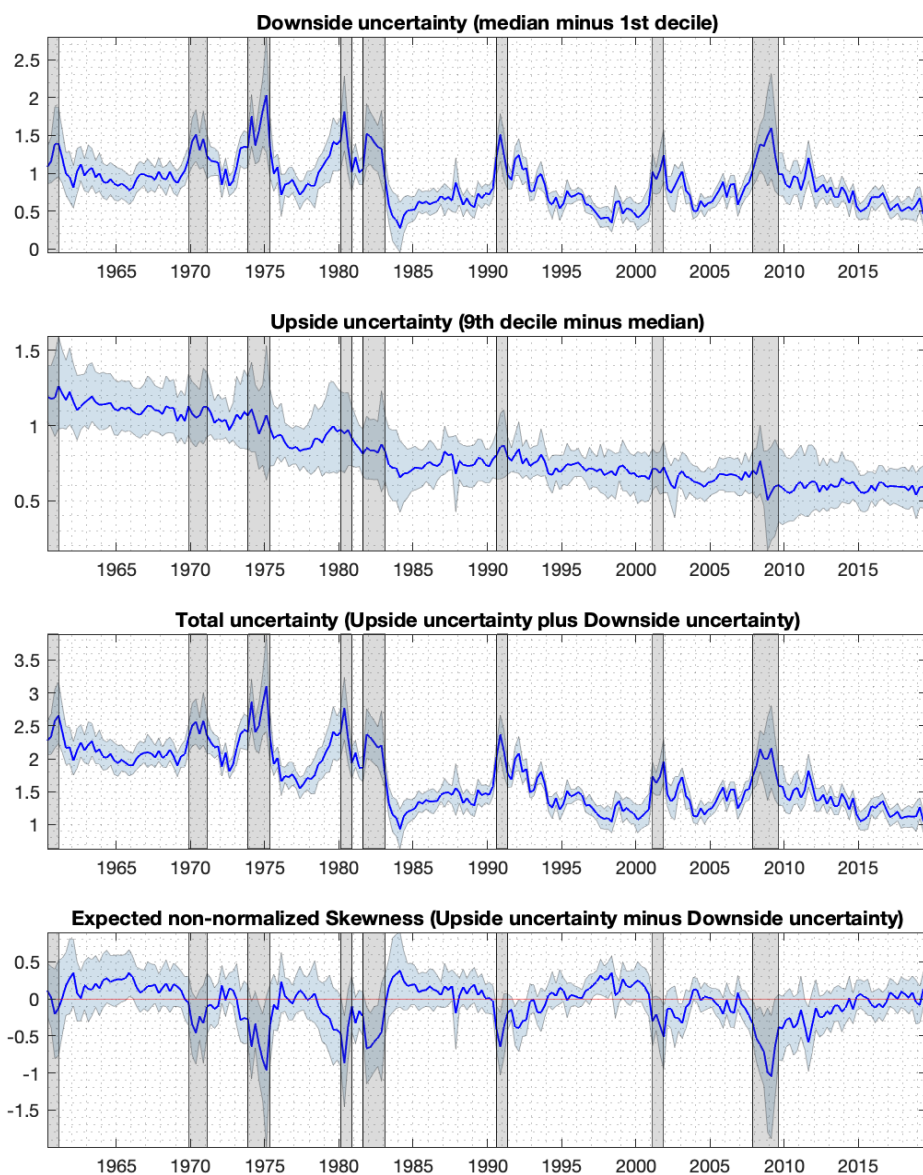 Downside uncertainty (median minus 1st decile)
2.5
2
1.5
1
0.5
0
1965 1970 1975 1980 1985 1990 1995 2000 2005 2010 2015
Upside uncertainty (9th decile minus median)
1.5
1
0.5
1965 1970 1975 1980 1985 1990 1995 2000 2005 2010 2015
Total uncertainty (Upside uncertainty plus Downside uncertainty)
3.5
3
2.5
2
1.5
1
1965 1970 1975 1980 1985 1990 1995 2000 2005 2010 2015
Expected non-normalized Skewness (Upside uncertainty minus Downside uncertainty)
0.5
0
-0.5
-1
-1.5
1965 1970 1975 1980 1985 1990 1995 2000 2005 2010 2015